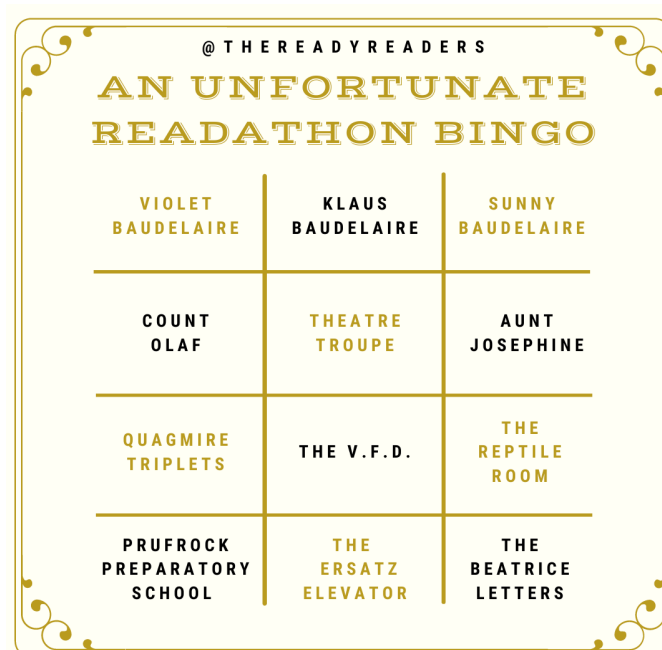 @THEREADYREADERS
AN UNFORTUNATE
READATHON BINGO
VIOLET
BAUDELAIRE
KLAUS
BAUDELAIRE
SUNNY
BAUDELAIRE
COUNT
OLAF
THEATRE
TROUPE
AUNT
JOSEPHINE
QUAGMIRE
TRIPLETS
THE V.F.D.
THE
REPTILE
ROOM
PRUFROCK
PREPARATORY
SCHOOL
THE
ERSATZ
ELEVATOR
THE
BEATRICE
LETTERS